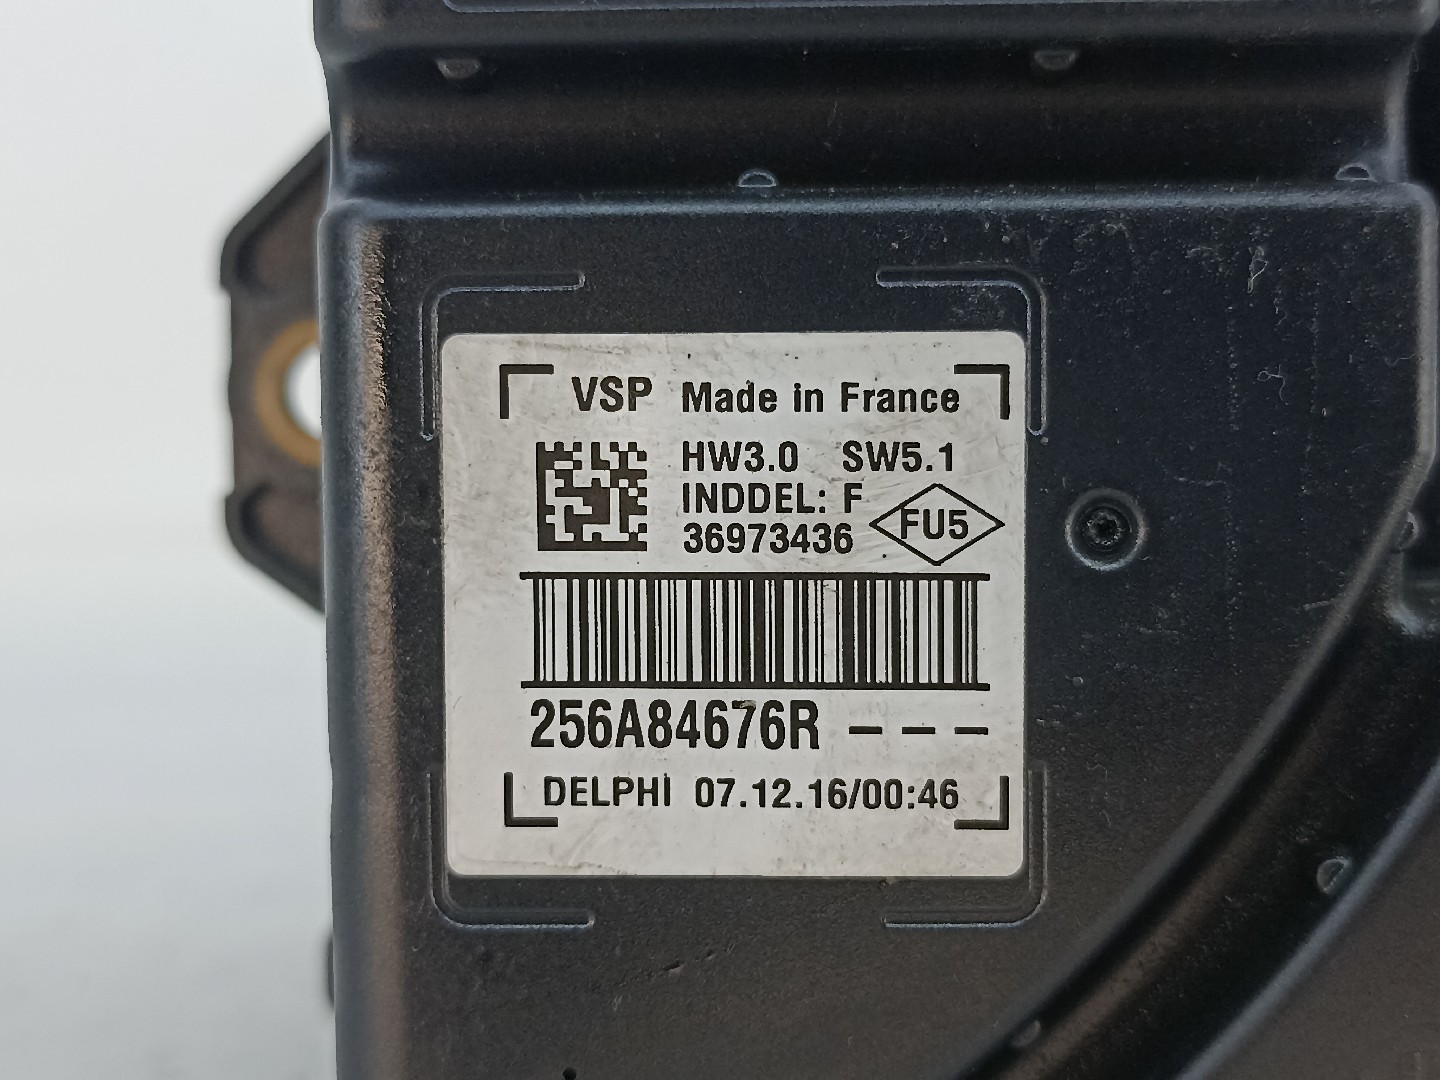 VSP Made in France
HW3.0 SW5.1
INDDEL: F
36973436
FU5
256A84676R – – –
DELPHI 07.12.16/00:46